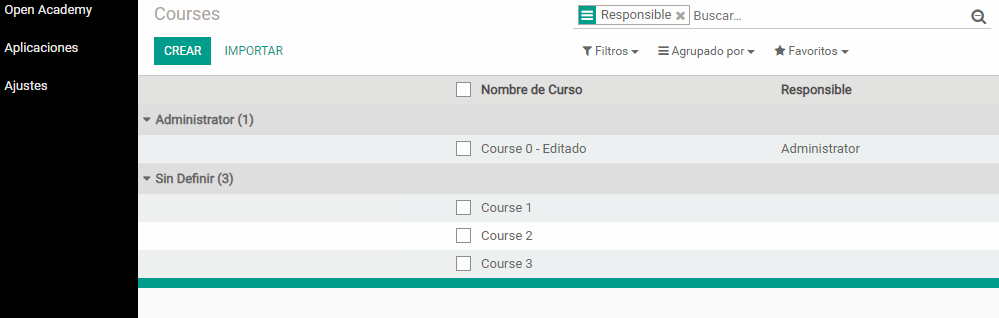 Open Academy
Aplicaciones
Ajustes
Courses
Responsible Buscar...
CREAR IMPORTAR
Filtros Agrupado por Favoritos
Nombre de Curso Responsible
Administrator (1)
Course 0 - Editado Administrator
Sin Definir (3)
Course 1
Course 2
Course 3